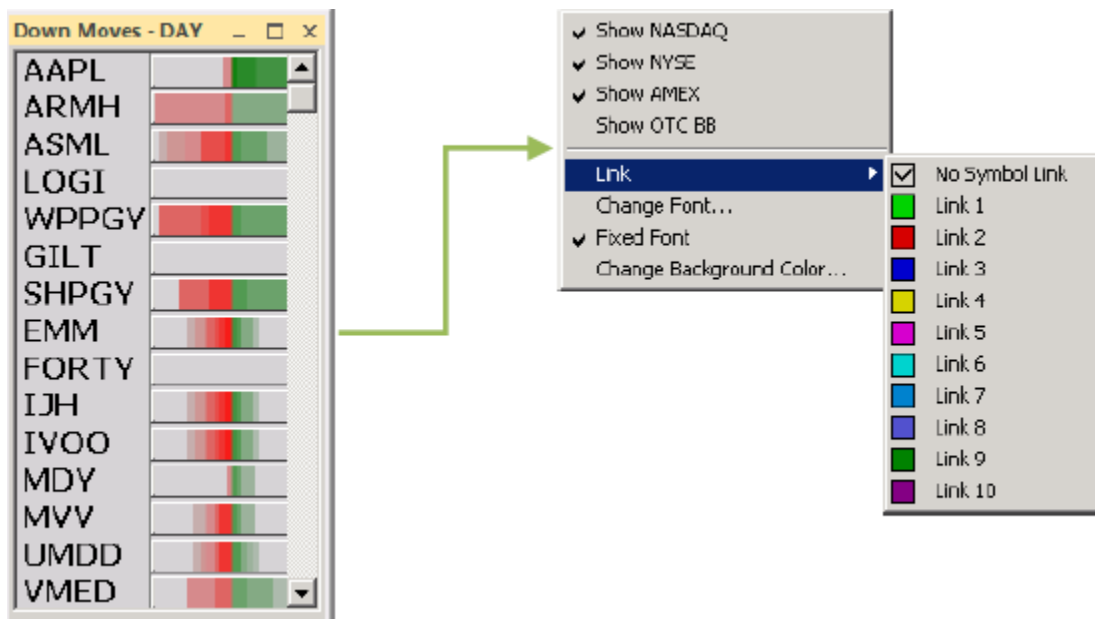 Down Moves - DAY
AAPL
ARMH
ASML
LOGI
WPPGY
GILT
SHPGY
EMM
FORTY
IJH
IVOO
MDY
MVV
UMDD
VMED
Show NASDAQ
Show NYSE
Show AMEX
Show OTC BB
Link
Change Font...
Fixed Font
Change Background Color...
No Symbol Link
Link 1
Link 2
Link 3
Link 4
Link 5
Link 6
Link 7
Link 8
Link 9
Link 10